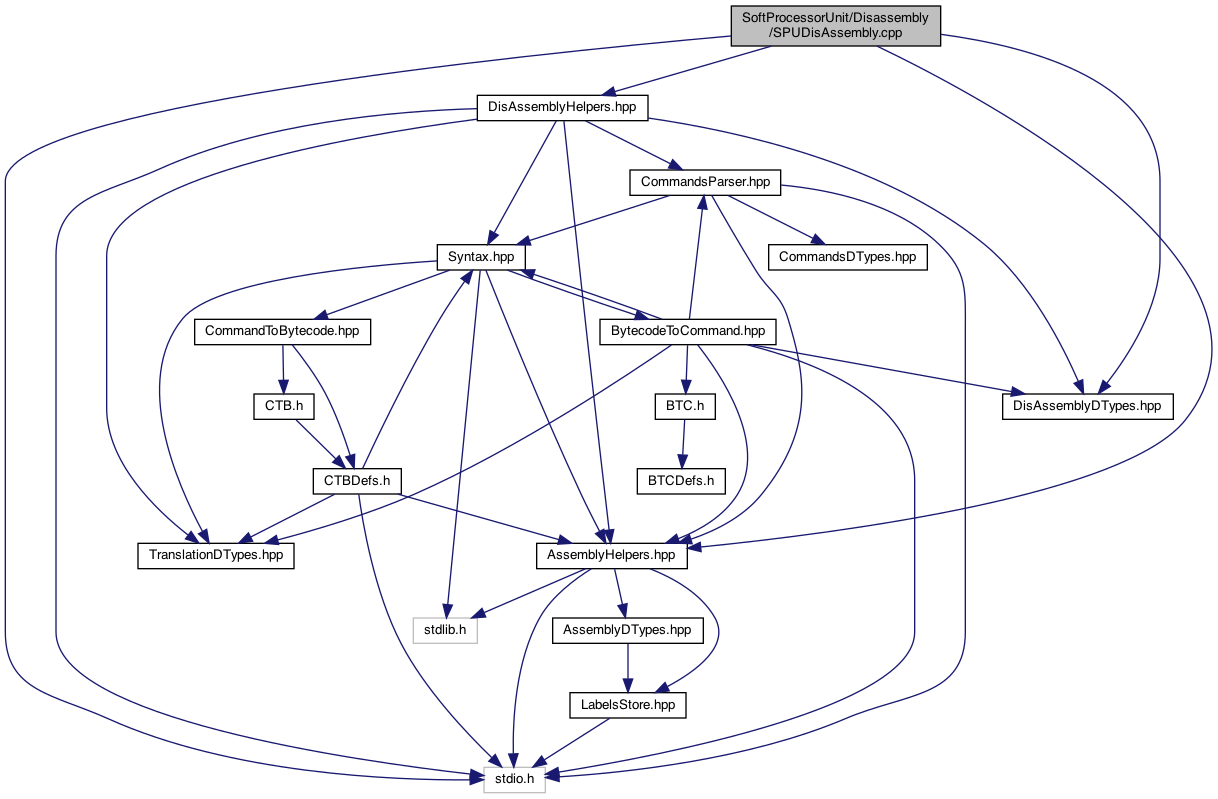 SoftProcessorUnit/Disassembly
/SPUDisAssembly.cpp
DisAssemblyHelpers.hpp
CommandsParser.hpp
Syntax.hpp
CommandsDTypes.hpp
CommandToBytecode.hpp
BytecodeToCommand.hpp
CTB.h
BTC.h
DisAssemblyDTypes.hpp
CTBDefs.h
BTCDefs.h
TranslationDTypes.hpp
AssemblyHelpers.hpp
stdlib.h
AssemblyDTypes.hpp
LabelsStore.hpp
stdio.h